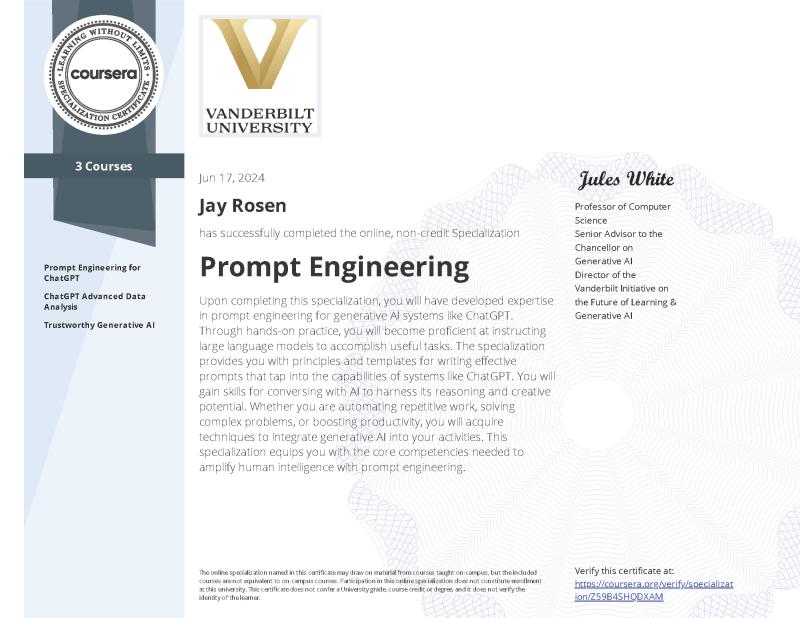 LEARNING WITHOUT LIMITS
coursera
SPECIALIZATION CERTIFICATE
VANDERBILT
UNIVERSITY
3 Courses
Prompt Engineering for
ChatGPT
ChatGPT Advanced Data
Analysis
Trustworthy Generative AI
Jun 17, 2024
Jay Rosen
has successfully completed the online, non-credit Specialization
Prompt Engineering
Upon completing this specialization, you will have developed expertise
in prompt engineering for generative AI systems like ChatGPT.
Through hands-on practice, you will become proficient at instructing
large language models to accomplish useful tasks. The specialization
provides you with principles and templates for writing effective
prompts that tap into the capabilities of systems like ChatGPT. You will
gain skills for conversing with AI to harness its reasoning and creative
potential. Whether you are automating repetitive work, solving
complex problems, or boosting productivity, you will acquire
techniques to integrate generative AI into your activities. This
specialization equips you with the core competencies needed to
amplify human intelligence with prompt engineering.
Jules White
Professor of Computer
Science
Senior Advisor to the
Chancellor on
Generative AI
Director of the
Vanderbilt Initiative on
the Future of Learning &
Generative AI
The online specialization named in this certificate may draw on material from courses taught on-campus, but the included
courses are not equivalent to on-campus courses. Participation in this online specialization does not constitute enrollment
at this university. This certificate does not confer a University grade, course credit or degree, and it does not verify the
identity of the learner.
Verify this certificate at:
https://coursera.org/verify/specializat
ion/Z59B4SHQDXAM